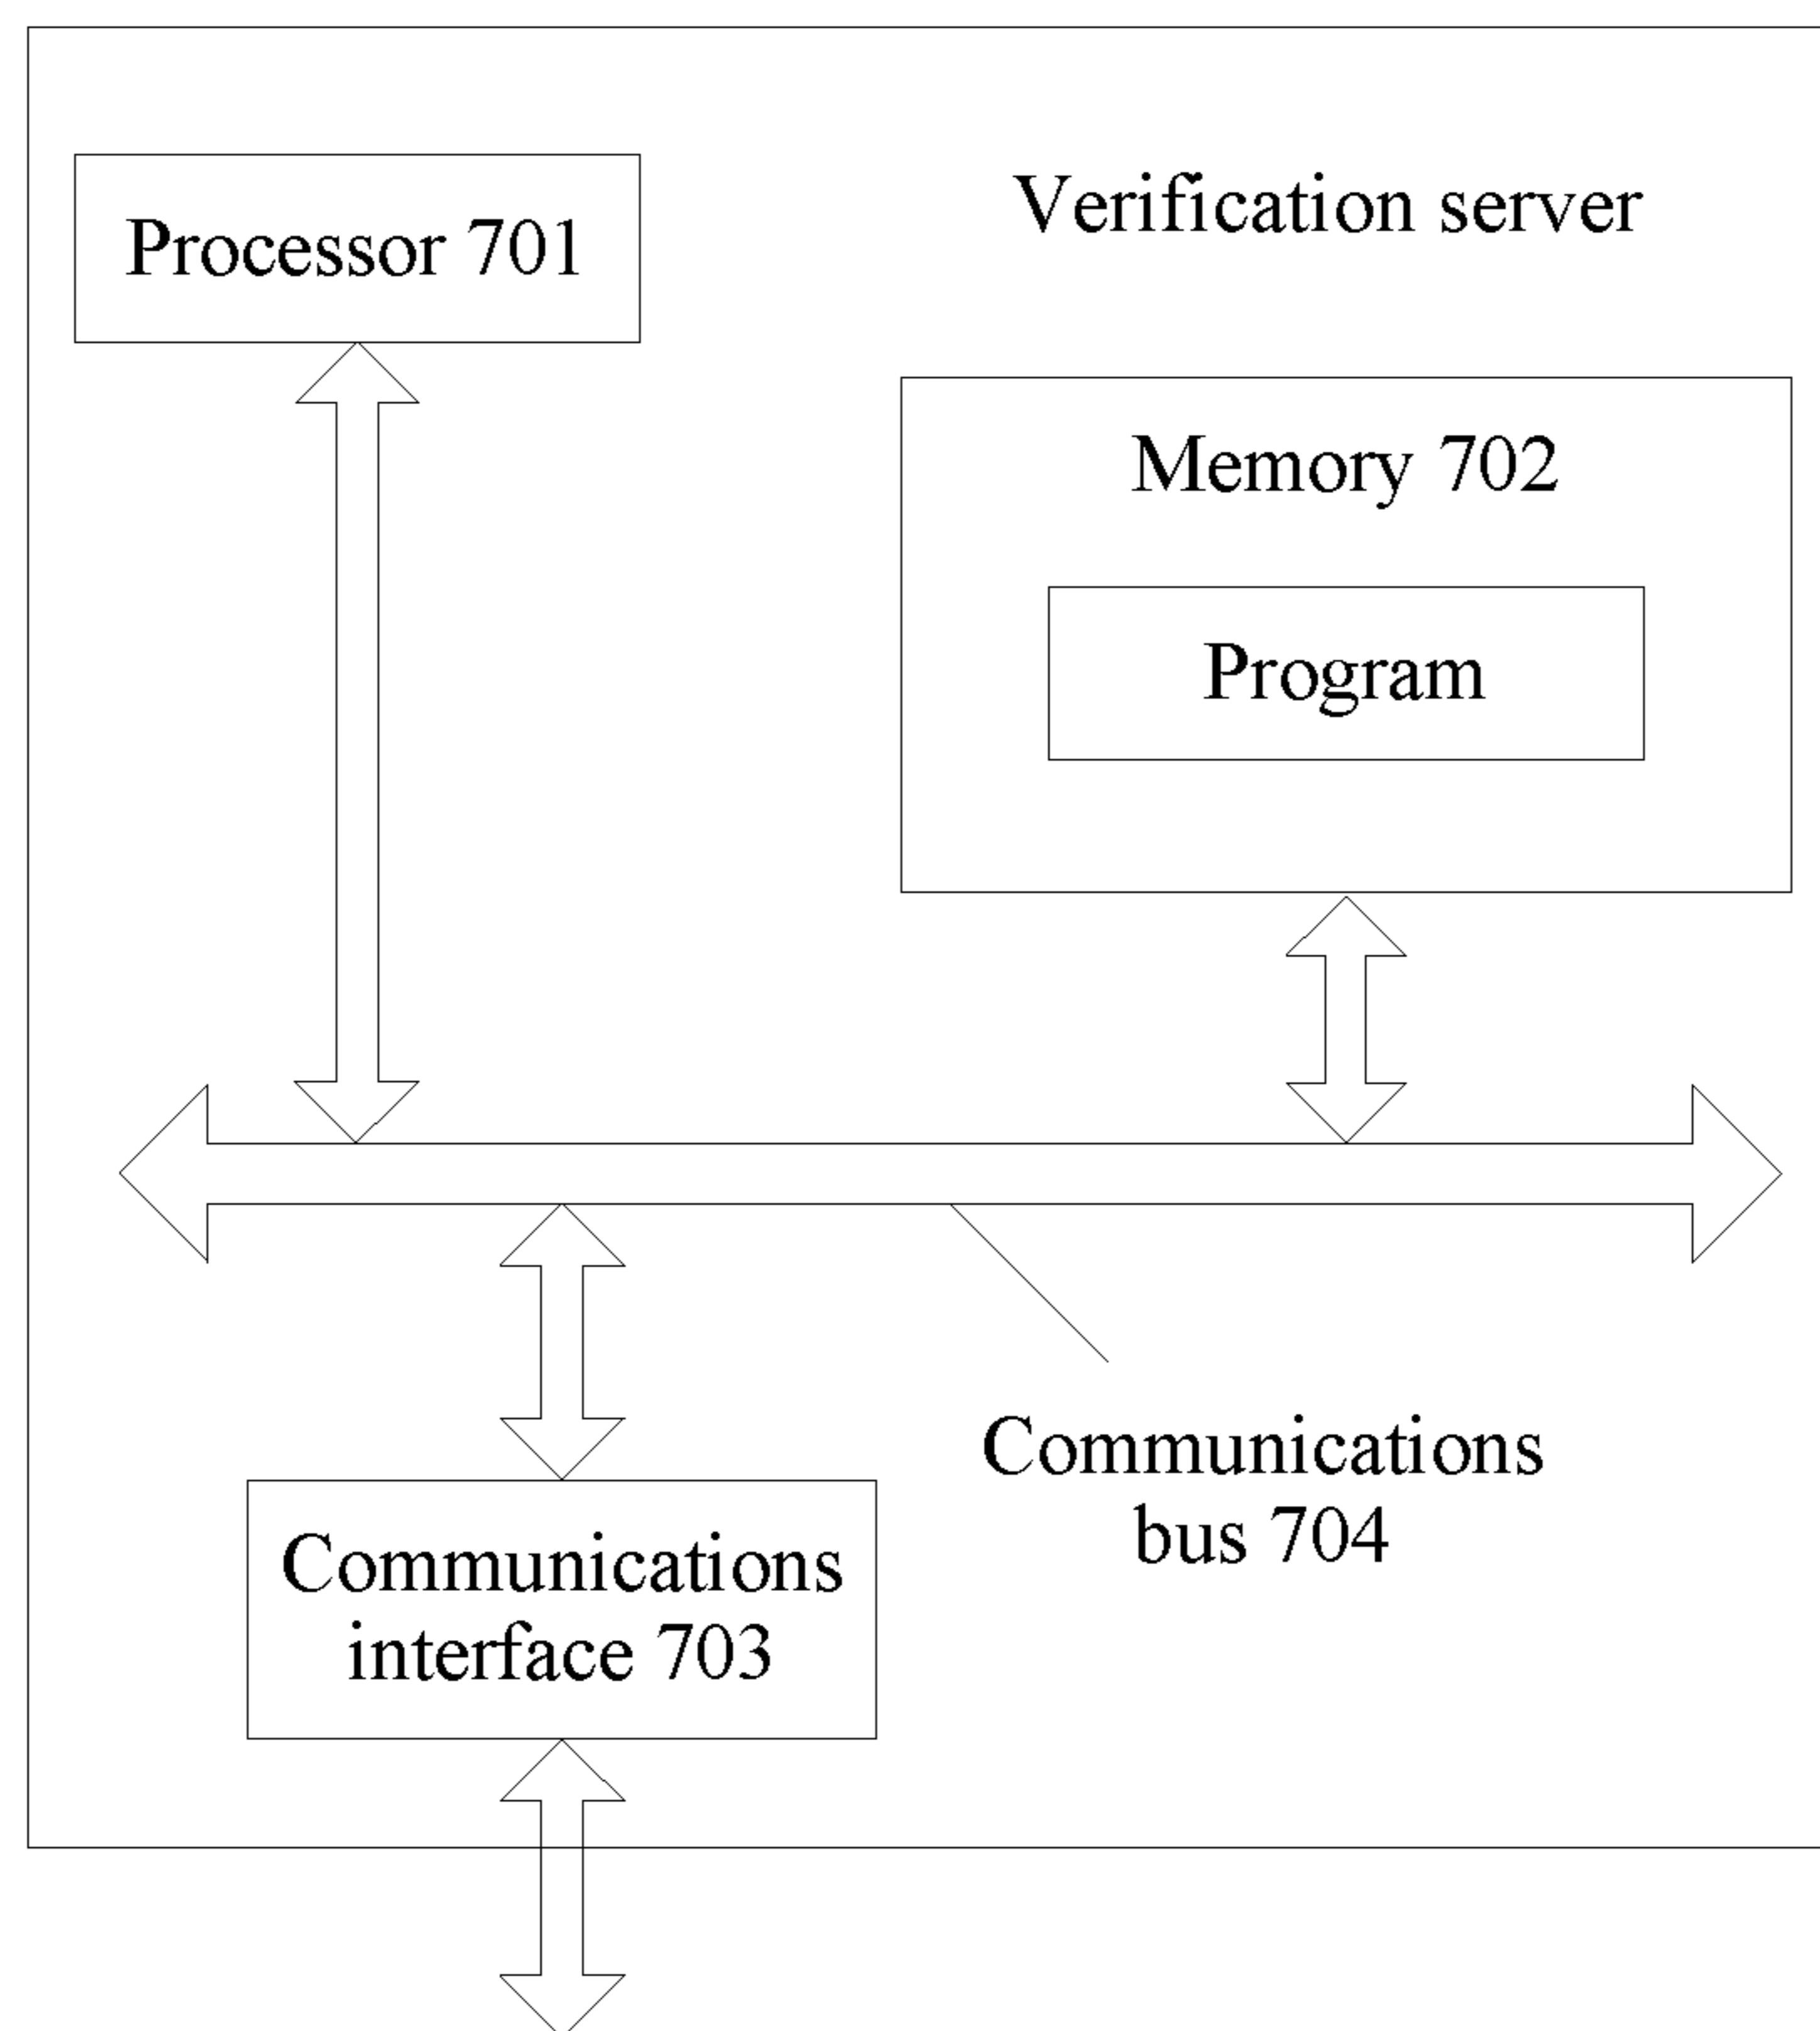 Verification server
Processor 701
Memory 702
Program
Communications
bus 704
Communications
interface 703